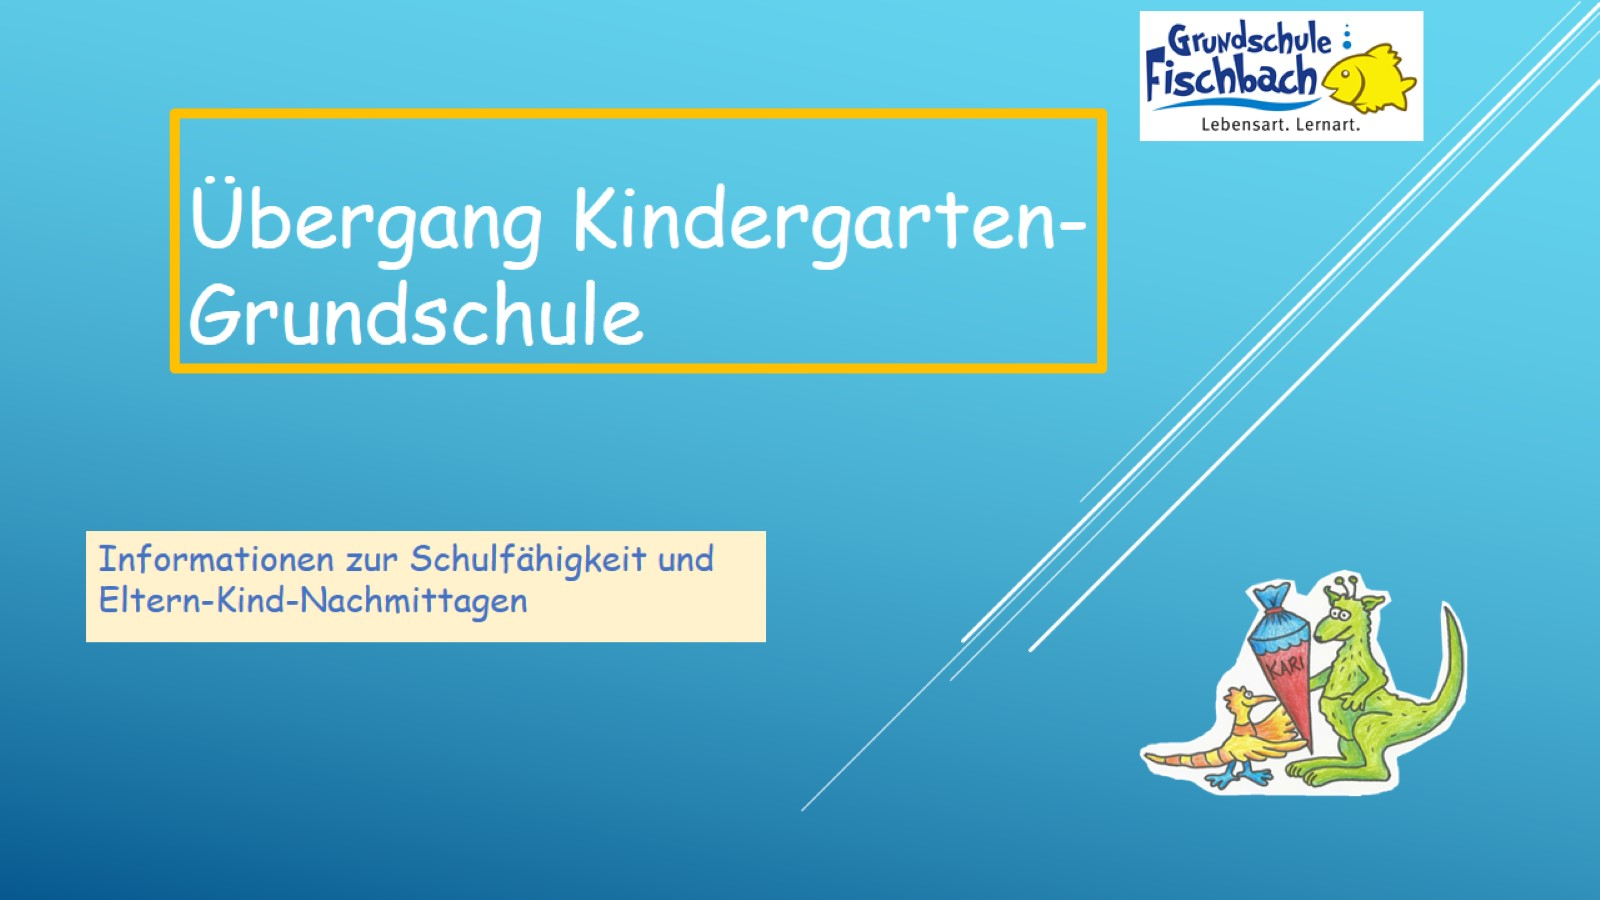 Grundschule
Fischbach
Lebensart. Lernart.
Übergang Kindergarten-
Grundschule
Informationen zur Schulfähigkeit und
Eltern-Kind-Nachmittagen
KARI